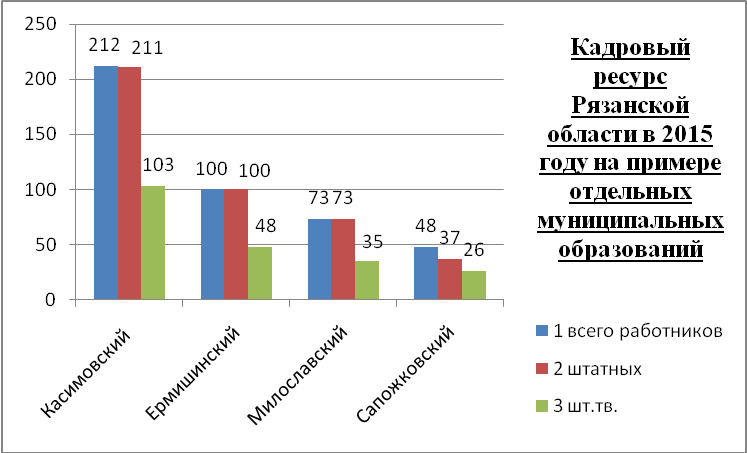 250
200
150
100
50
0
212 211
103
100 100
48
73 73
35
48
37
26
Касимовский
Ермишинский
Милославский
Сапожковский
Кадровый
ресурс
Рязанской
области в 2015
году на примере
отдельных
муниципальных
образований
1 всего работников
2 штатных
3 шт.тв.